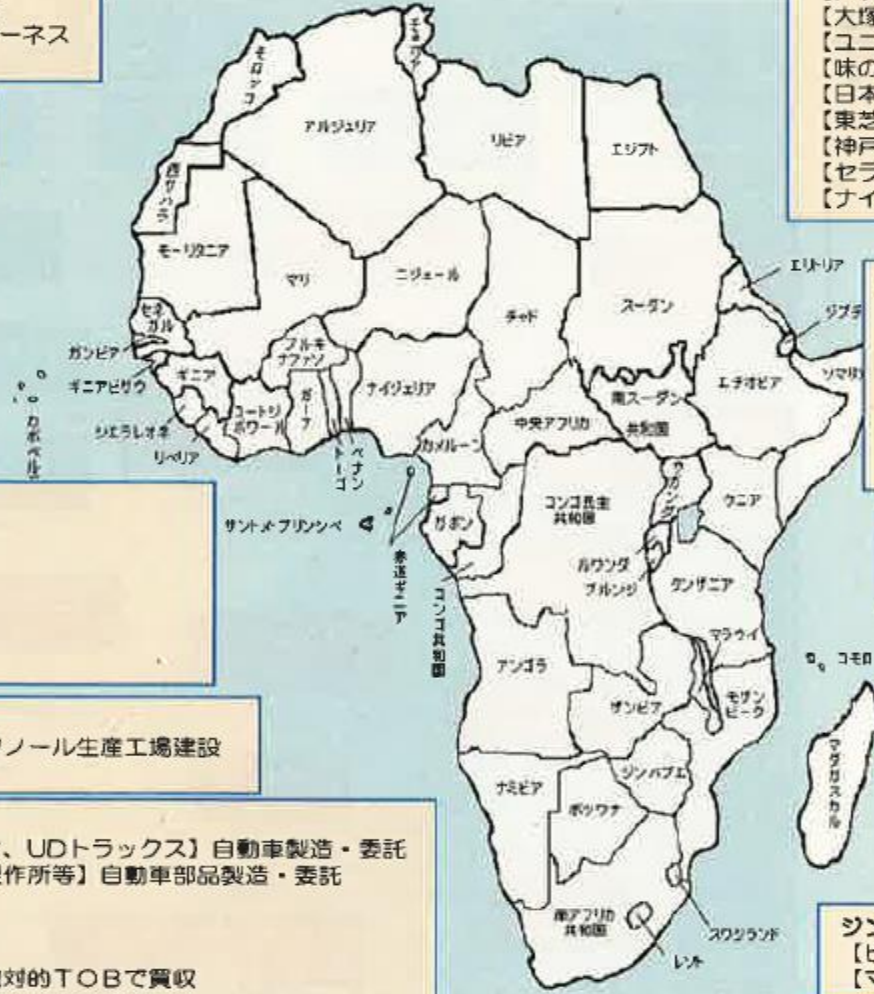 ーネス
【大塚
【ユニ
【味の
【日本
【東芝
【神戸
【セラ
【ナイ
モロッコ
チュニジア
アルジェリア
リビア
エジプト
西サハラ
モーリタニア
マリ
ニジェール
チャド
スーダン
エリトリア
ジブチ
セネ
ガル
ガンビア
ギニアビサウ
ギニア
ブルキ
ナファソ
ナイジェリア
エチオピア
ソマリ
カボベルデ
シエラレオネ
リベリア
コートジ
ボワール
ガーナ
トーゴ
ベナン
カメルーン
中央アフリカ
南スーダン
共和国
サントメ・プリンシペ
赤道ギニア
ガボン
コンゴ共和国
コンゴ民主
共和国
ウガンダ
ケニア
ルワンダ
ブルンジ
タンザニア
マラウイ
コモロ
アンゴラ
ザンビア
モザン
ビーク
ノール生産工場建設
ナミビア
ジンバブエ
ボツワナ
マダガスカル
、UDトラックス】自動車製造・委託
作所等】自動車部品製造・委託
南アフリカ
共和国
スワジランド
レソト
対的TOBで買収
ジン
【ヒ
【マ